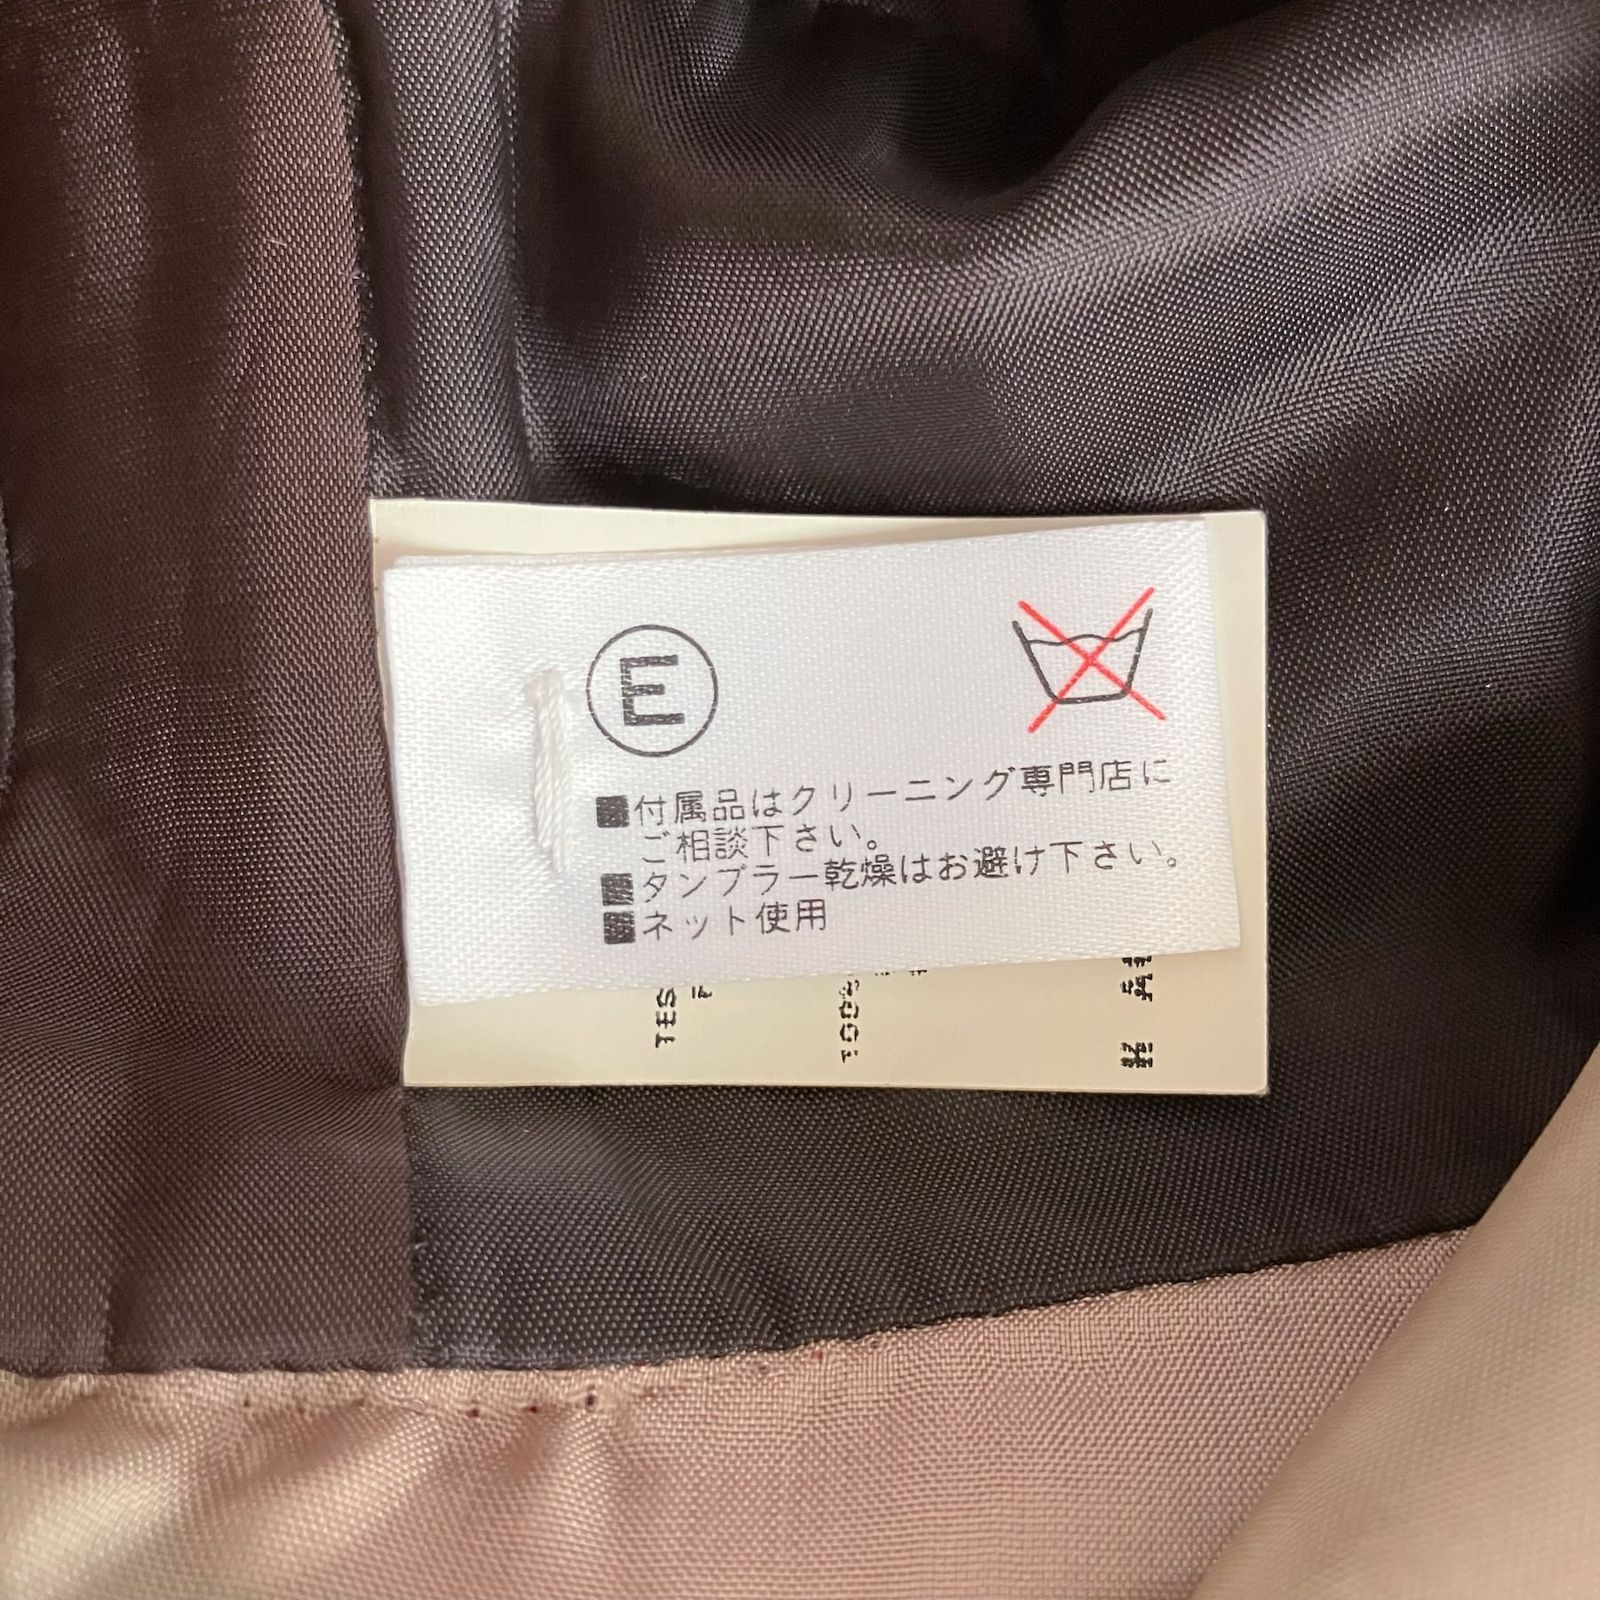 E
■付属品はクリーニング専門店に
ご相談下さい。
■タンブラー乾燥はお避け下さい。
■ネット使用
TES